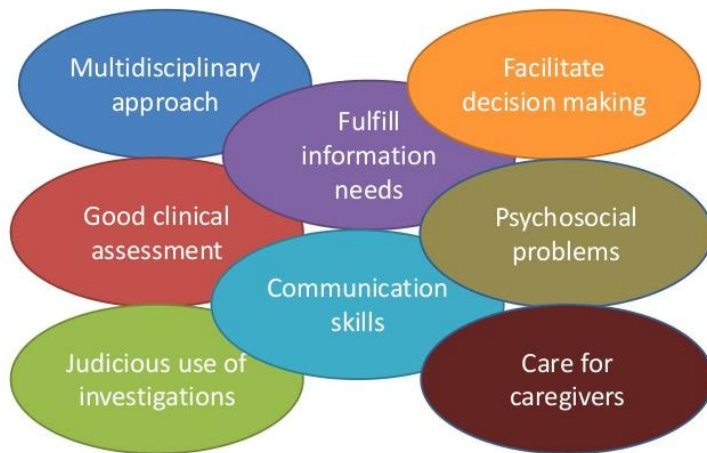 Multidisciplinary
approach
Facilitate
decision making
Fulfill
information
needs
Good clinical
assessment
Psychosocial
problems
Communication
skills
Judicious use of
investigations
Care for
caregivers